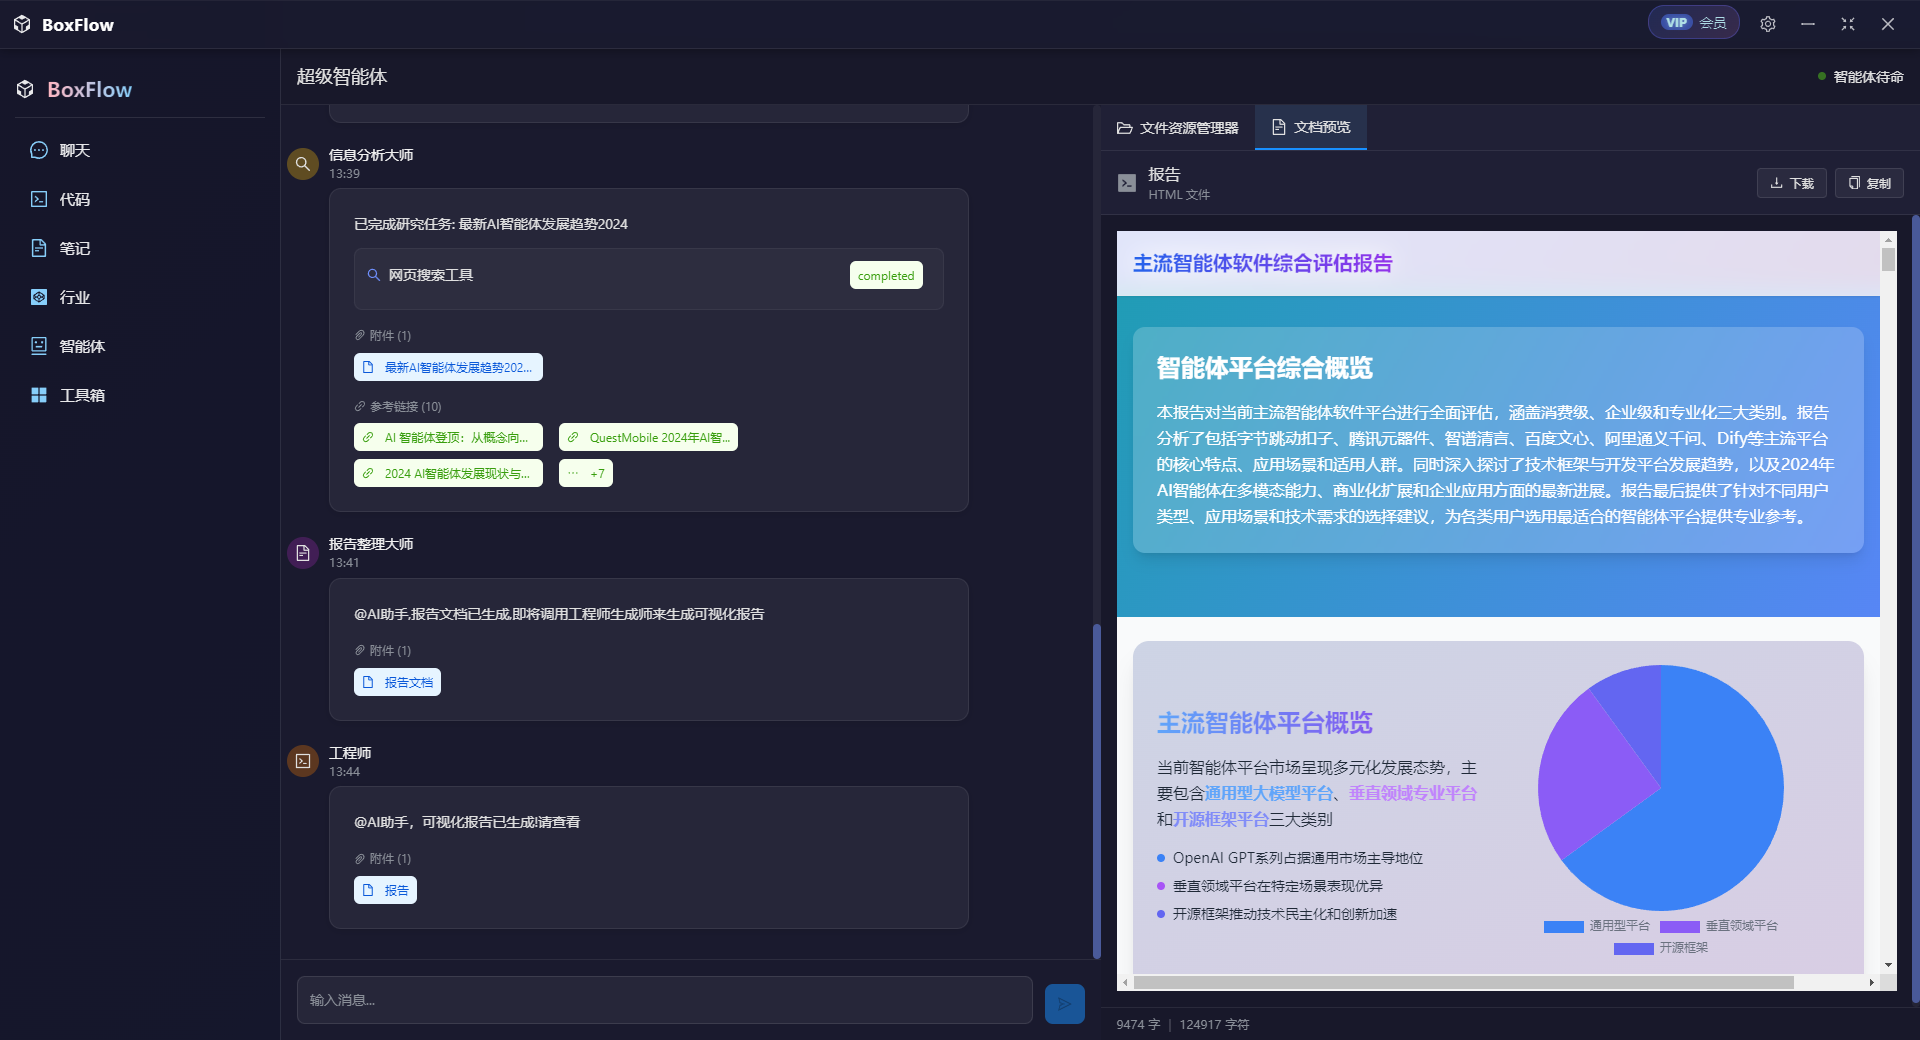 BoxFlow
VIP 会员
BoxFlow
聊天
代码
笔记
行业
智能体
工具箱
超级智能体
智能体待命
信息分析大师
13:39
已完成研究任务: 最新AI智能体发展趋势2024
网页搜索工具
completed
附件 (1)
最新AI智能体发展趋势202...
参考链接 (10)
AI 智能体登顶：从概念向...
QuestMobile 2024年AI智...
2024 AI智能体发展现状与...
··· +7
报告整理大师
13:41
@AI助手,报告文档已生成,即将调用工程师生成师来生成可视化报告
附件 (1)
报告文档
工程师
13:44
@AI助手，可视化报告已生成!请查看
附件 (1)
报告
输入消息...
文件资源管理器
文档预览
报告
HTML 文件
下载
复制
主流智能体软件综合评估报告
智能体平台综合概览
本报告对当前主流智能体软件平台进行全面评估，涵盖消费级、企业级和专业化三大类别。报告
分析了包括字节跳动扣子、腾讯元器件、智谱清言、百度文心、阿里通义千问、Dify等主流平台
的核心特点、应用场景和适用人群。同时深入探讨了技术框架与开发平台发展趋势，以及2024年
AI智能体在多模态能力、商业化扩展和企业应用方面的最新进展。报告最后提供了针对不同用户
类型、应用场景和技术需求的选择建议，为各类用户选用最适合的智能体平台提供专业参考。
主流智能体平台概览
当前智能体平台市场呈现多元化发展态势，主
要包含通用型大模型平台、垂直领域专业平台
和开源框架平台三大类别
OpenAI GPT系列占据通用市场主导地位
垂直领域平台在特定场景表现优异
开源框架推动技术民主化和创新加速
通用型平台
垂直领域平台
开源框架
9474 字 | 124917 字符